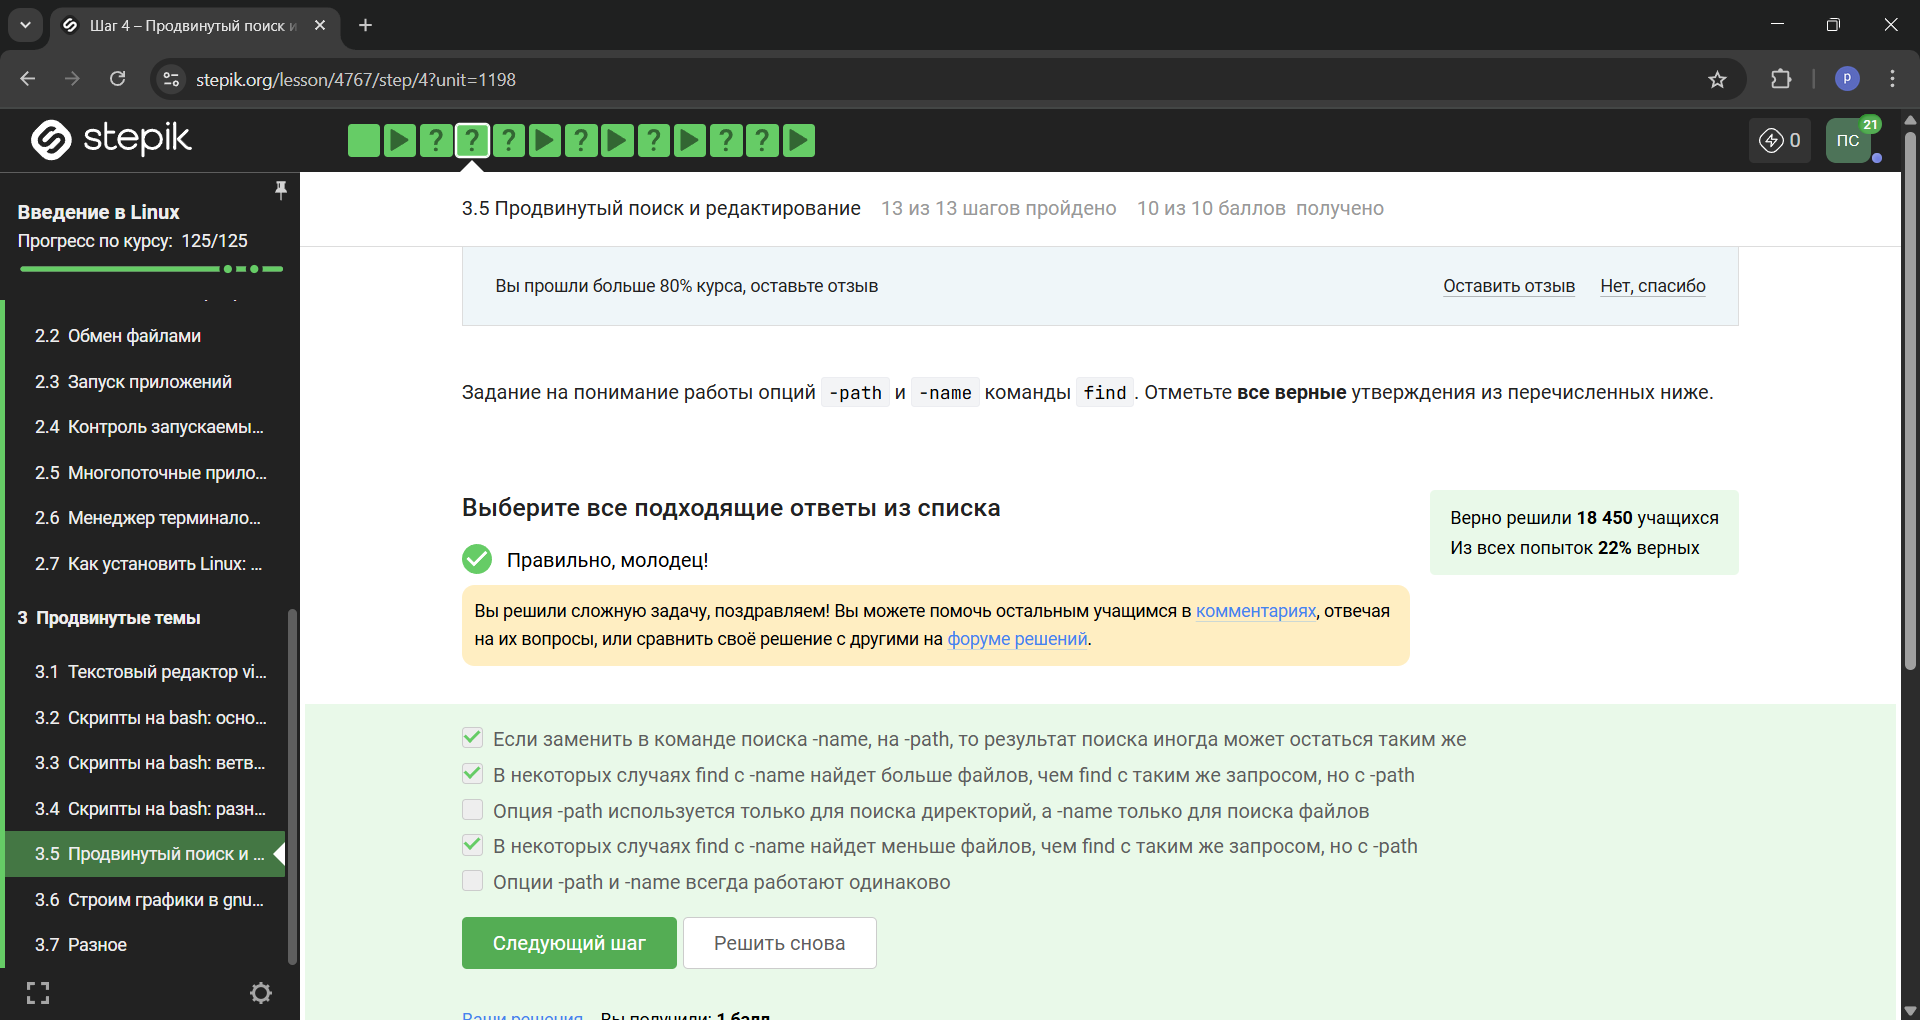 Шаг 4 – Продвинутый поиск и
stepik.org/lesson/4767/step/4?unit=1198
P
stepik
? ? ? ? ? ? ?
0
ПС
21
Введение в Linux
Прогресс по курсу: 125/125
2.2 Обмен файлами
2.3 Запуск приложений
2.4 Контроль запускаемы...
2.5 Многопоточные прило...
2.6 Менеджер терминало...
2.7 Как установить Linux: ...
3 Продвинутые темы
3.1 Текстовый редактор vi...
3.2 Скрипты на bash: осно...
3.3 Скрипты на bash: ветв...
3.4 Скрипты на bash: разн...
3.5 Продвинутый поиск и ...
3.6 Строим графики в gnu...
3.7 Разное
3.5 Продвинутый поиск и редактирование 13 из 13 шагов пройдено 10 из 10 баллов получено
Вы прошли больше 80% курса, оставьте отзыв
Оставить отзыв Нет, спасибо
Задание на понимание работы опций -path и -name команды find. Отметьте все верные утверждения из перечисленных ниже.
Выберите все подходящие ответы из списка
Верно решили 18 450 учащихся
Из всех попыток 22% верных
Правильно, молодец!
Вы решили сложную задачу, поздравляем! Вы можете помочь остальным учащимся в комментариях, отвечая
на их вопросы, или сравнить своё решение с другими на форуме решений.
Если заменить в команде поиска -name, на -path, то результат поиска иногда может остаться таким же
В некоторых случаях find с -name найдет больше файлов, чем find с таким же запросом, но с -path
Опция -path используется только для поиска директорий, а -name только для поиска файлов
В некоторых случаях find с -name найдет меньше файлов, чем find с таким же запросом, но с -path
Опции -path и -name всегда работают одинаково
Следующий шаг
Решить снова
Ваши решения Вы получили: 1 балл